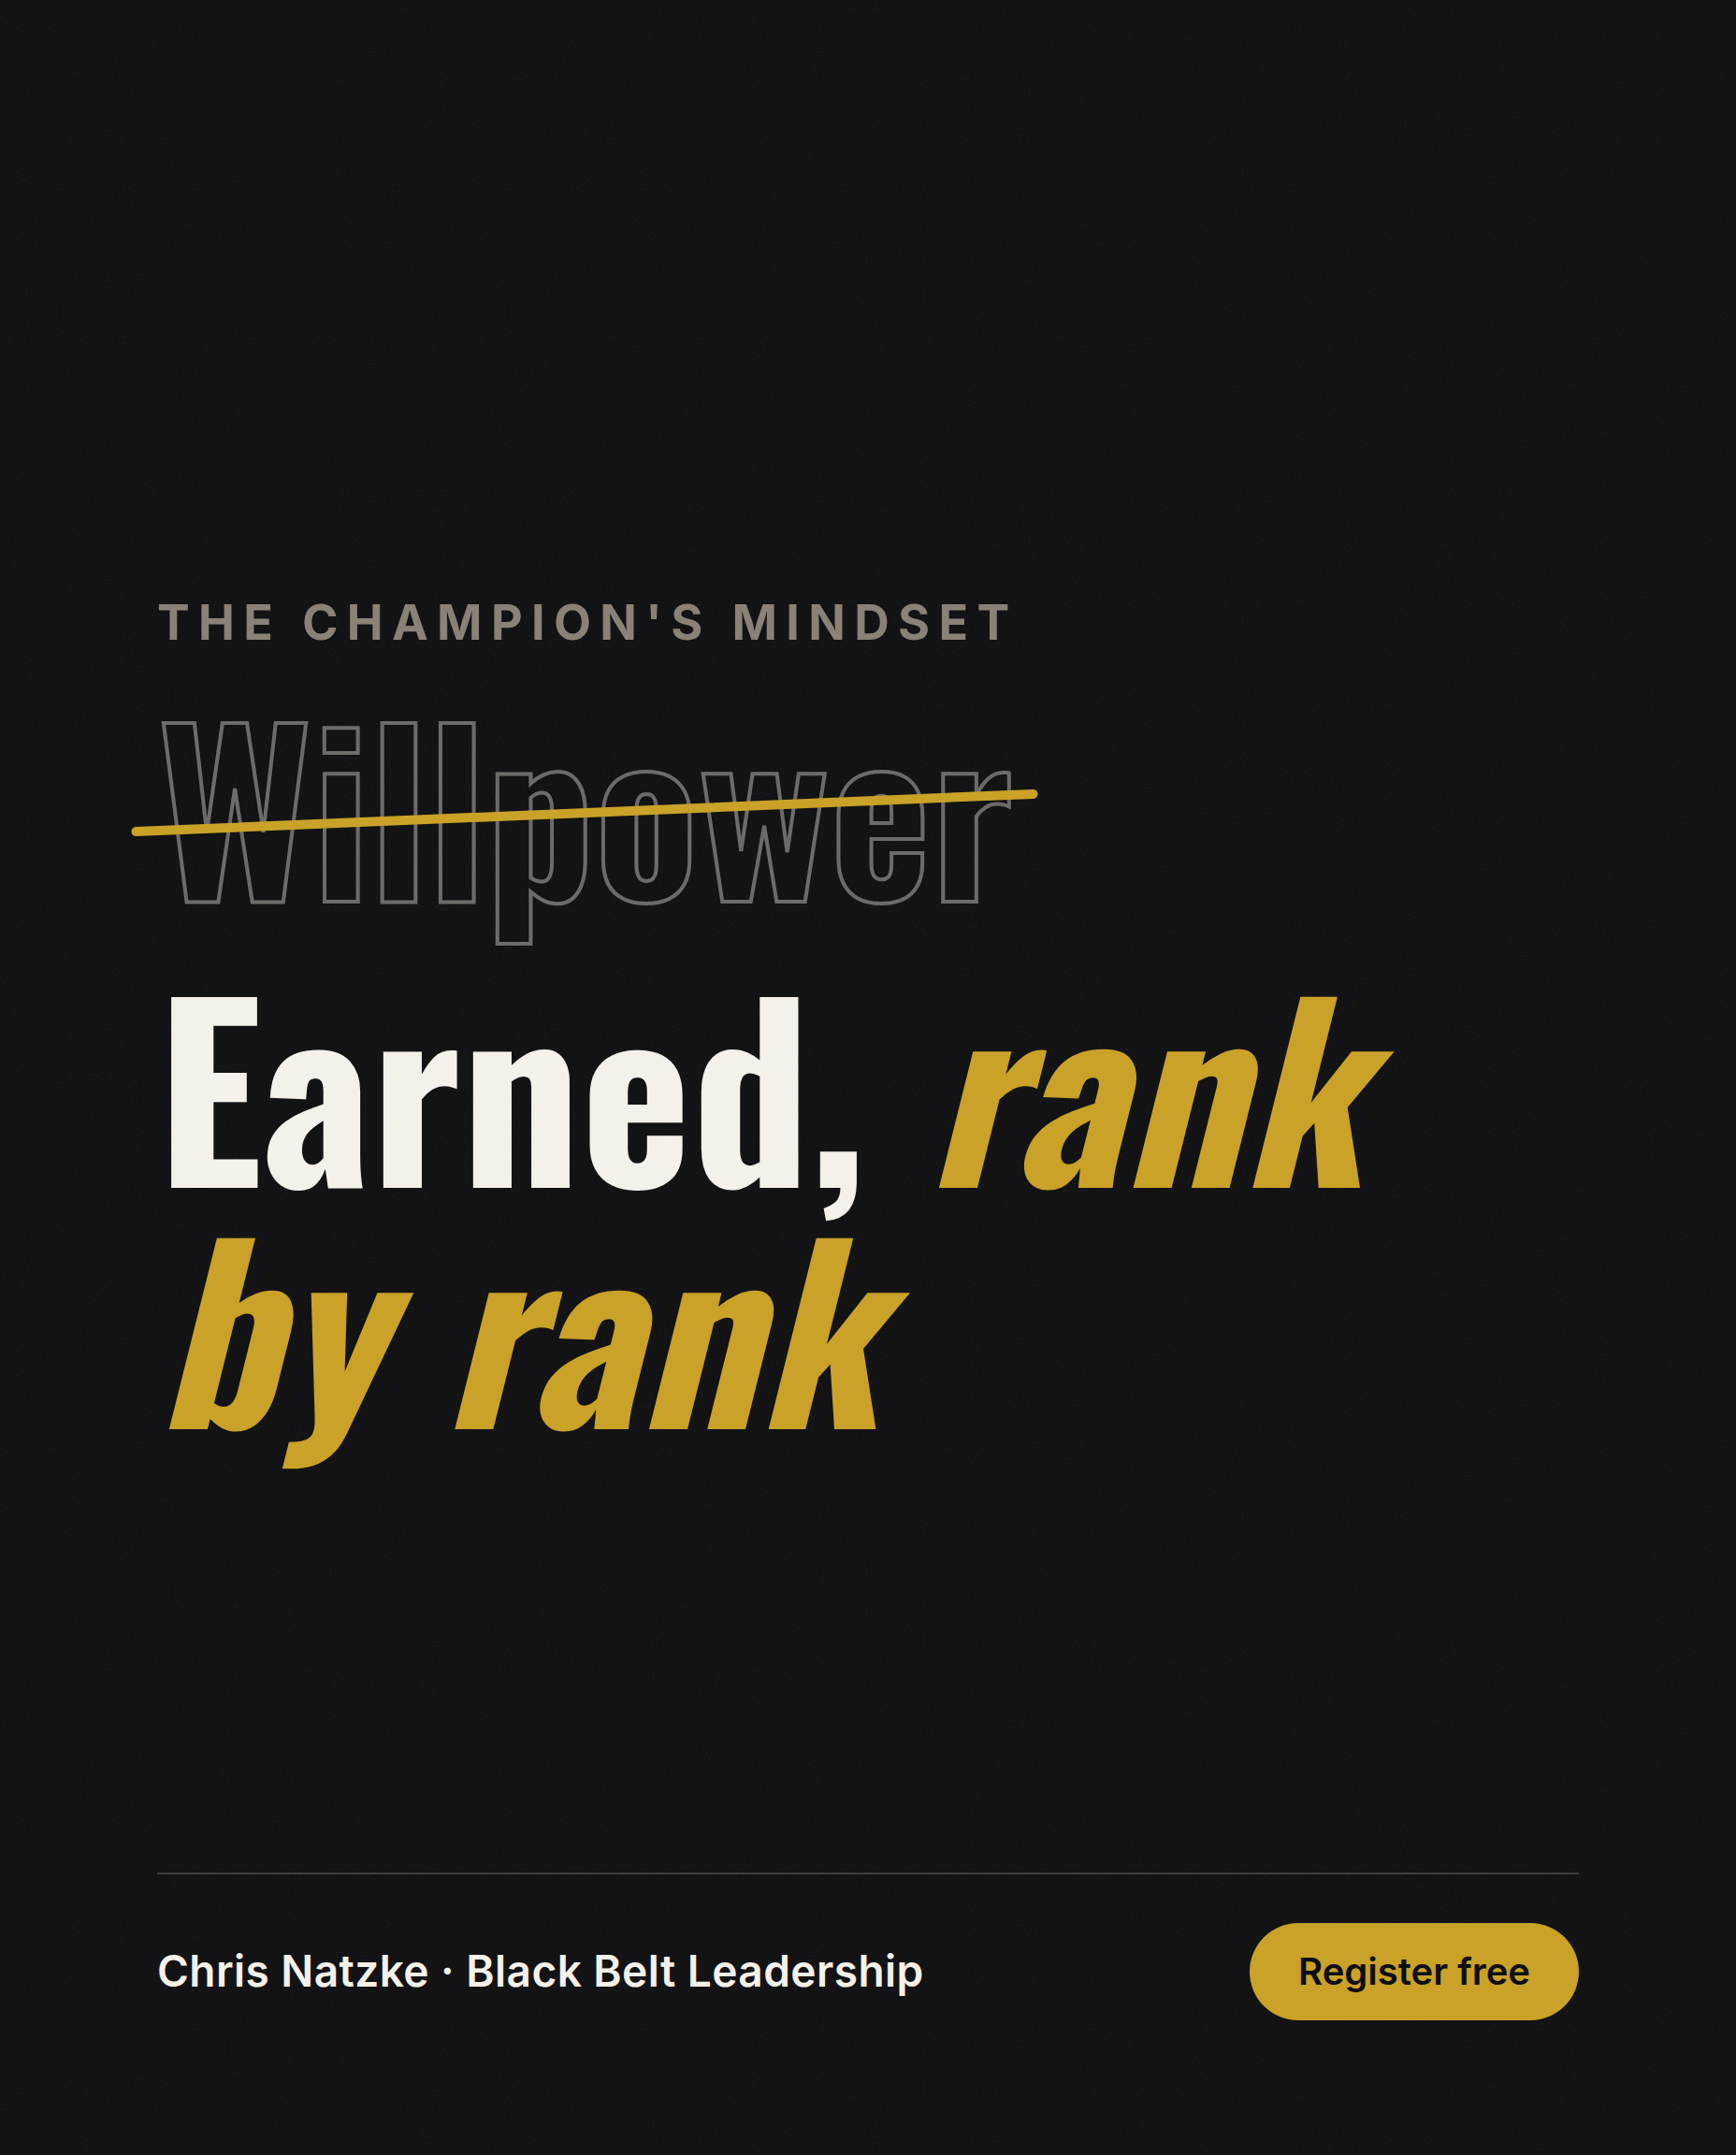 THE CHAMPION'S MINDSET
Willpower
Earned, rank
by rank
Chris Natzke · Black Belt Leadership
Register free